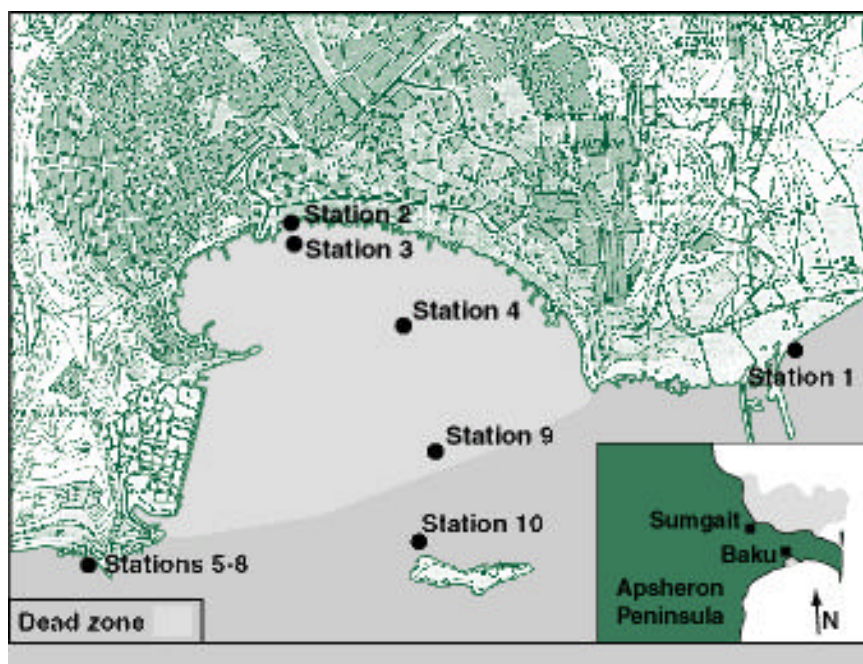 Station 2
Station 3
Station 4
Station 1
Station 9
Station 10
Stations 5-8
Dead zone
Sumgait
Baku
Apsheron
Peninsula
N